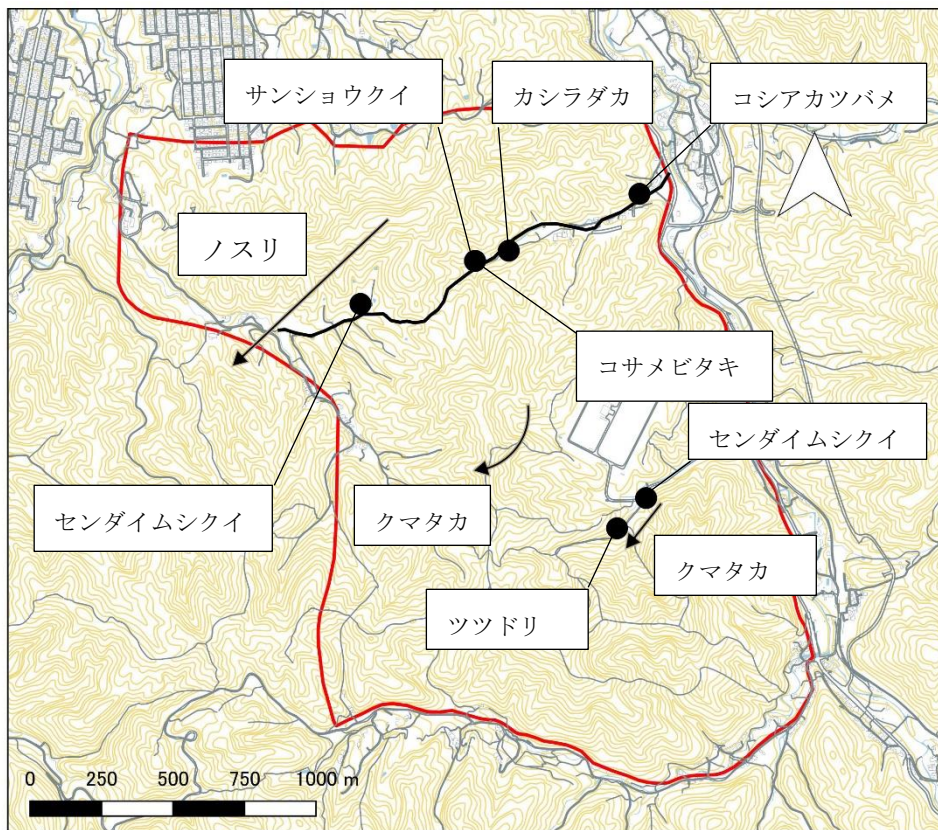 サンショウクイ
カシラダカ
コシアカツバメ
ノスリ
コサメビタキ
センダイムシクイ
センダイムシクイ
クマタカ
クマタカ
ツツドリ
0 250 500 750 1000 m